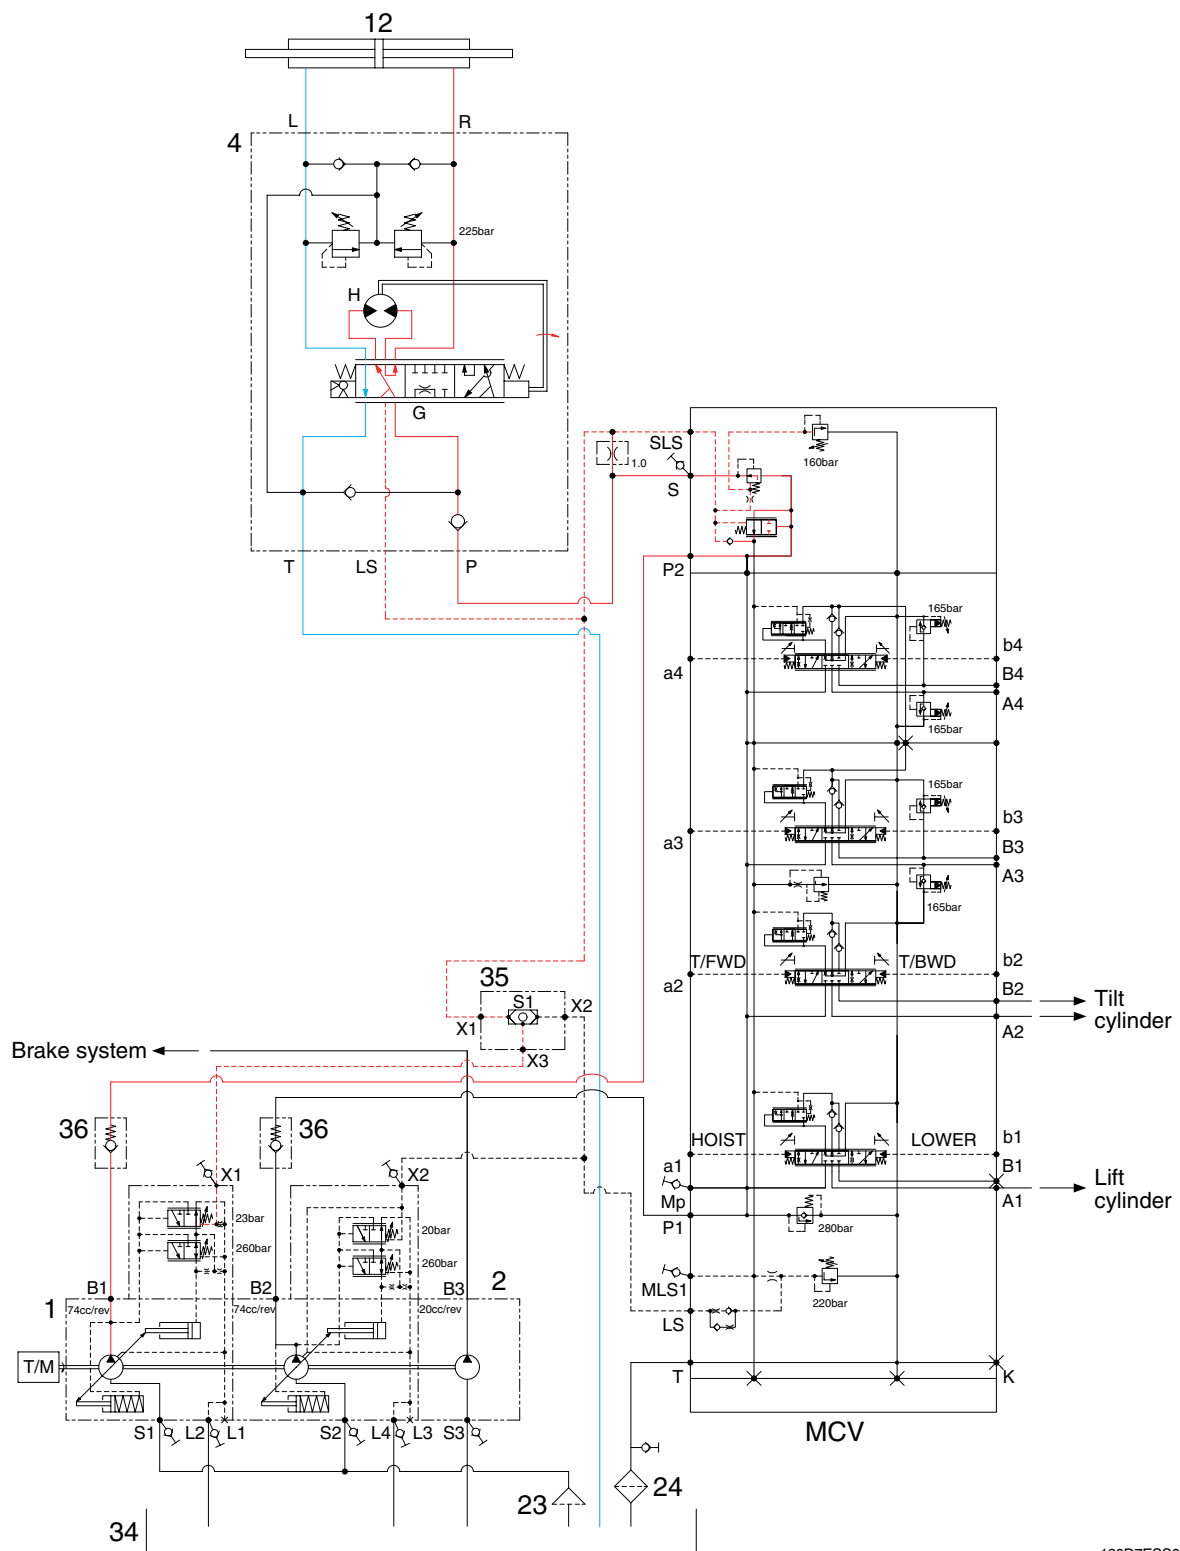 12
L
R
4
225bar
H
G
SLS
1.0
S
160bar
T
LS
P
P2
165bar
b4
a4
B4
A4
165bar
165bar
b3
a3
B3
A3
165bar
T/FWD
T/BWD
b2
a2
B2
Tilt
cylinder
A2
35
S1
X2
X1
X3
Brake system
36
36
HOIST
LOWER
b1
a1
B1
Lift
cylinder
A1
Mp
P1
280bar
X1
X2
23bar
260bar
20bar
260bar
MLS1
220bar
LS
1
B1
B2
B3
2
74cc/rev
74cc/rev
20cc/rev
T/M
T
K
S1
L2
L1
S2
L4
L3
S3
MCV
23
24
34